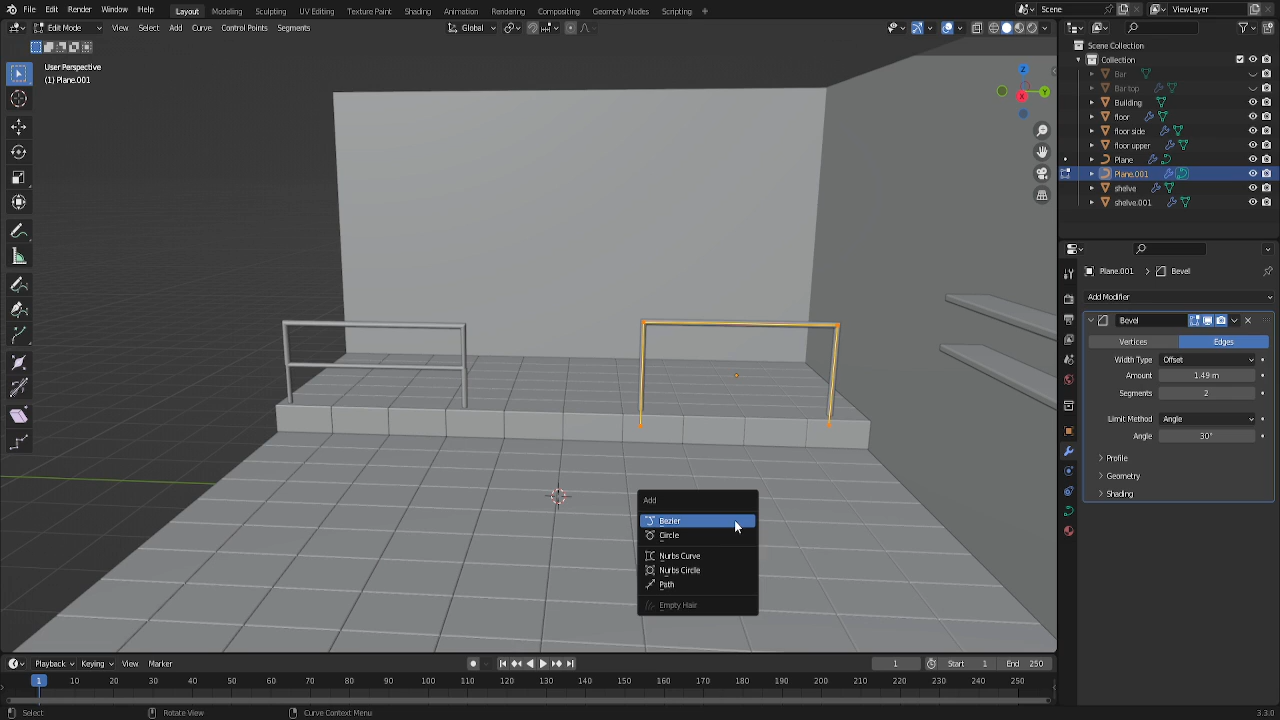 File Edit Render Window Help Layout Modelling Sculpting UV Editing Texture Paint Shading Animation Rendering Compositing Geometry Nodes Scripting + Scene ViewLayer
Edit Mode View Select Add Curve Control Points Segments Global
User Perspective
(1) Plane.001
Z
Y
X
Scene Collection
Collection
Bar
Bar top
Building
floor
floor side
floor upper
Plane
Plane.001
shelve
shelve.001
Plane.001 > Bevel
Add Modifier
Bevel
Vertices Edges
Width Type Offset
Amount 1.49 m
Segments 2
Limit Method Angle
Angle 30°
Profile
Geometry
Shading
Add
Bezier
Circle
Nurbs Curve
Nurbs Circle
Path
Empty Hair
Playback Keying View Marker 1 Start 1 End 250
1 10 20 30 40 50 60 70 80 90 100 110 120 130 140 150 160 170 180 190 200 210 220 230 240 250
Select Rotate View Curve Context Menu 3.3.0